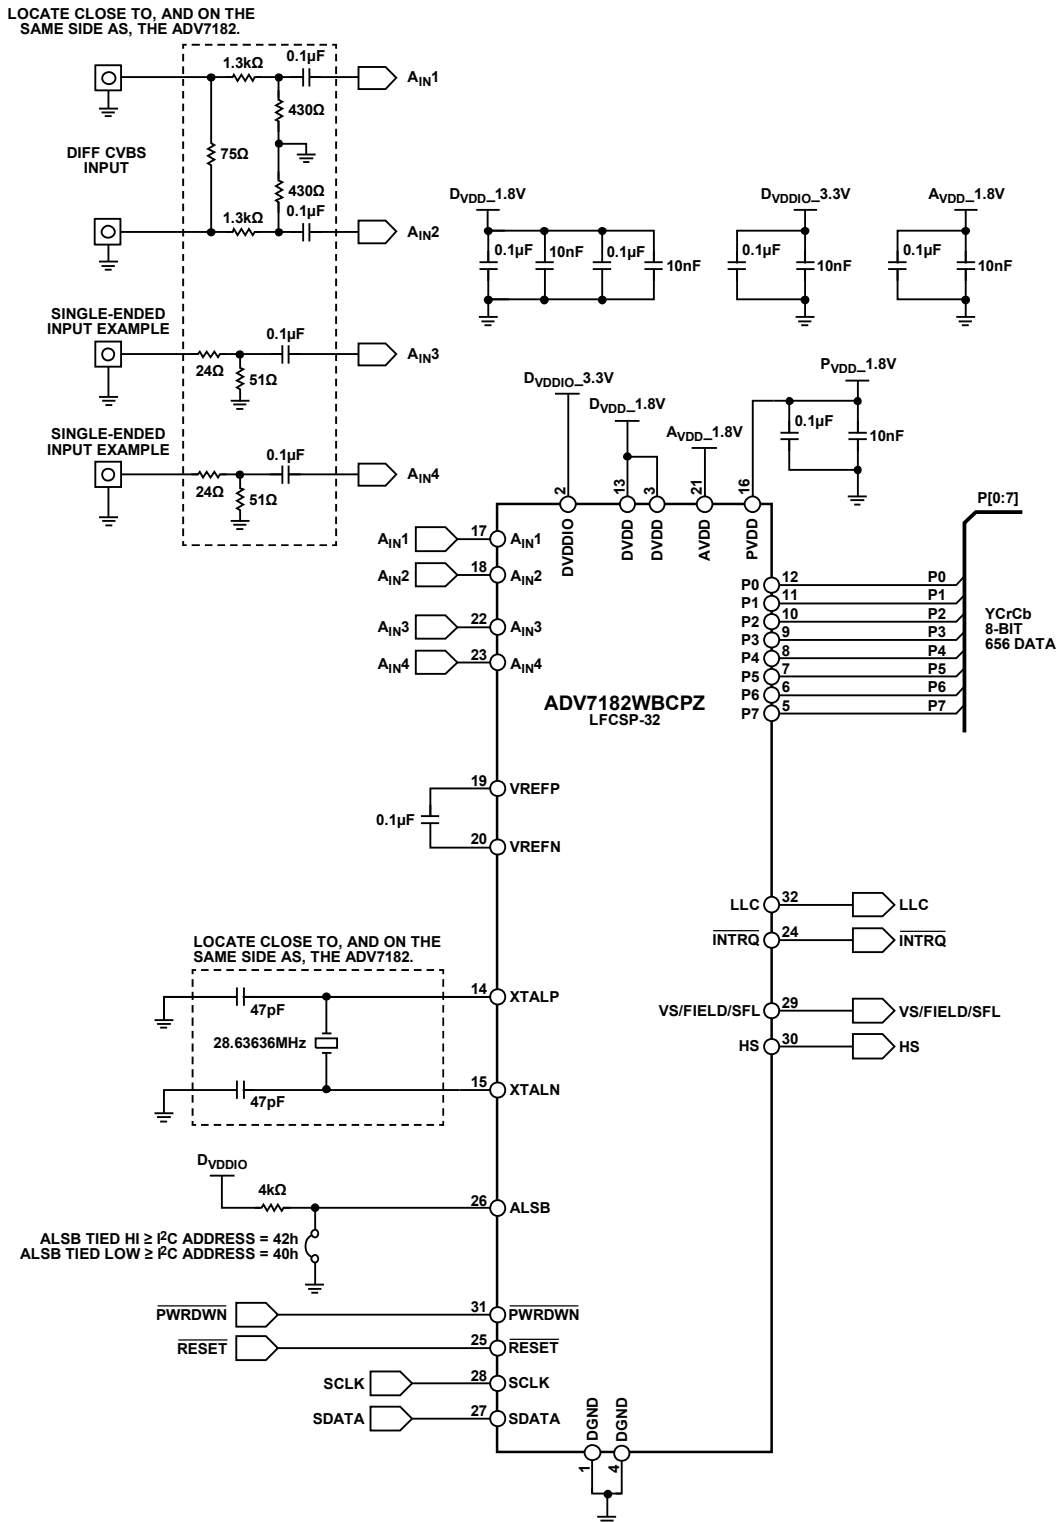 LOCATE CLOSE TO, AND ON THE
SAME SIDE AS, THE ADV7182.
1.3kΩ
0.1µF
AIN1
430Ω
DIFF CVBS
INPUT
75Ω
430Ω
1.3kΩ
0.1µF
AIN2
SINGLE-ENDED
INPUT EXAMPLE
0.1µF
AIN3
24Ω
51Ω
SINGLE-ENDED
INPUT EXAMPLE
0.1µF
AIN4
24Ω
51Ω
DVDD_1.8V
0.1µF
10nF
0.1µF
10nF
DVDDIO_3.3V
0.1µF
10nF
AVDD_1.8V
0.1µF
10nF
DVDDIO_3.3V
DVDD_1.8V
AVDD_1.8V
PVDD_1.8V
0.1µF
10nF
2
13
3
21
16
DVDDIO
DVDD
DVDD
AVDD
PVDD
AIN1 17 AIN1
AIN2 18 AIN2
AIN3 22 AIN3
AIN4 23 AIN4
P[0:7]
P0 12 P0
P1 11 P1
P2 10 P2
P3 9 P3
P4 8 P4
P5 7 P5
P6 6 P6
P7 5 P7
YCrCb
8-BIT
656 DATA
ADV7182WBCPZ
LFCSP-32
19 VREFP
0.1µF
20 VREFN
LLC 32 LLC
INTRQ 24 INTRQ
VS/FIELD/SFL 29 VS/FIELD/SFL
HS 30 HS
LOCATE CLOSE TO, AND ON THE
SAME SIDE AS, THE ADV7182.
14 XTALP
47pF
28.63636MHz
15 XTALN
47pF
DVDDIO
4kΩ
26 ALSB
ALSB TIED HI ≥ I2C ADDRESS = 42h
ALSB TIED LOW ≥ I2C ADDRESS = 40h
PWRDWN 31 PWRDWN
RESET 25 RESET
SCLK 28 SCLK
SDATA 27 SDATA
DGND
DGND
1
4